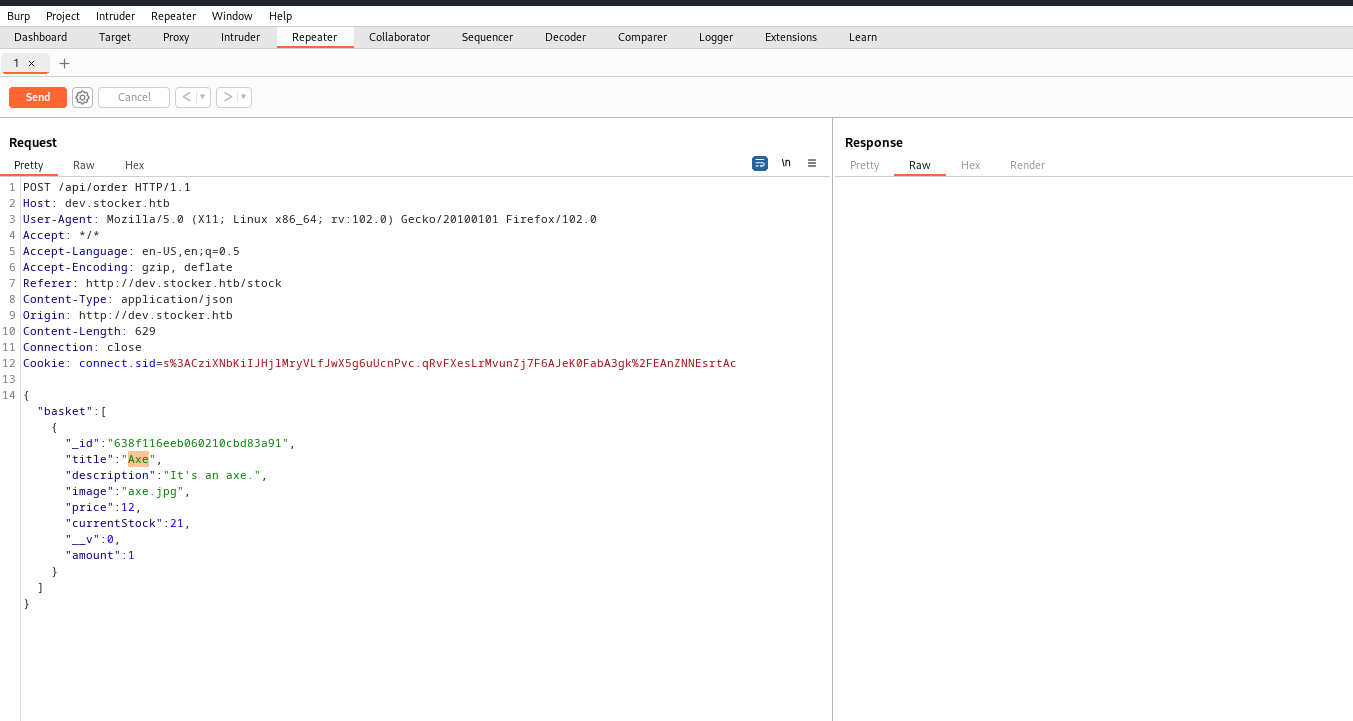 Burp Project Intruder Repeater Window Help
Dashboard Target Proxy Intruder Repeater Collaborator Sequencer Decoder Comparer Logger Extensions Learn
1 × +
Send Cancel < ▾ > ▾
Request
Pretty Raw Hex \n
1 POST /api/order HTTP/1.1
2 Host: dev.stocker.htb
3 User-Agent: Mozilla/5.0 (X11; Linux x86_64; rv:102.0) Gecko/20100101 Firefox/102.0
4 Accept: */*
5 Accept-Language: en-US,en;q=0.5
6 Accept-Encoding: gzip, deflate
7 Referer: http://dev.stocker.htb/stock
8 Content-Type: application/json
9 Origin: http://dev.stocker.htb
10 Content-Length: 629
11 Connection: close
12 Cookie: connect.sid=s%3ACziXNbKiIJHjlMryVLfJwX5g6uUcnPvc.qRvFXesLrMvunZj7F6AJeK0FabA3gk%2FEAnZNNEsrtAc
13
14 {
"basket":[
{
"_id":"638f116eeb060210cbd83a91",
"title":"Axe",
"description":"It's an axe.",
"image":"axe.jpg",
"price":12,
"currentStock":21,
"__v":0,
"amount":1
}
]
}
Response
Pretty Raw Hex Render